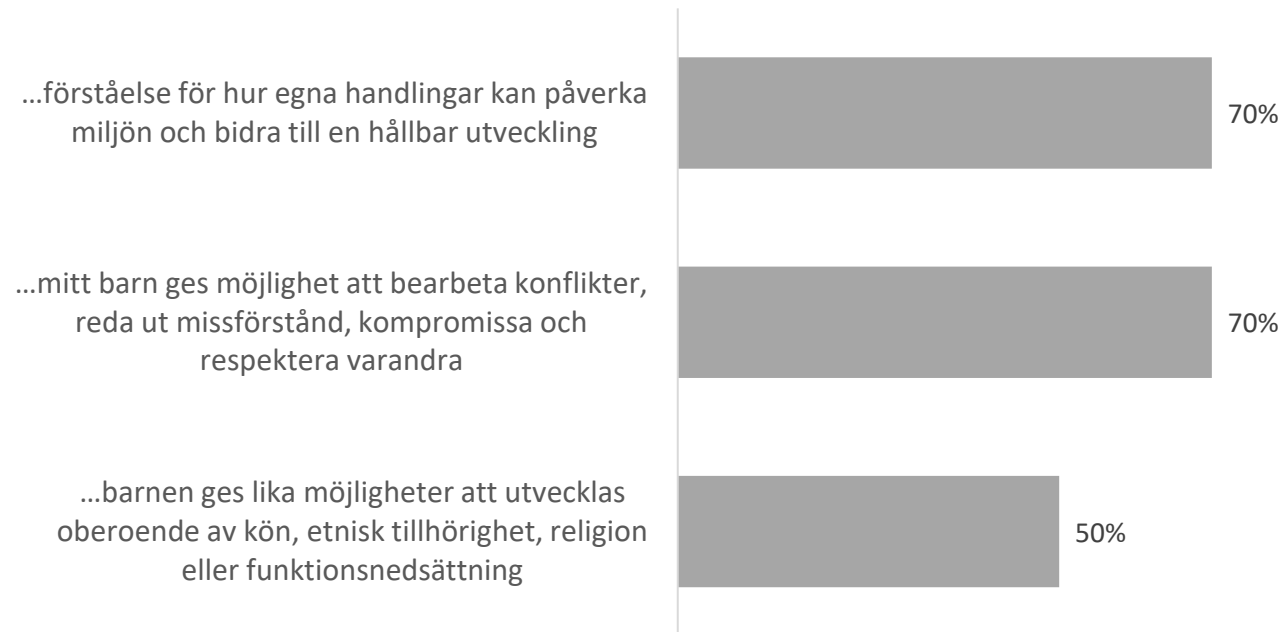 ...förståelse för hur egna handlingar kan påverka
miljön och bidra till en hållbar utveckling
70%
...mitt barn ges möjlighet att bearbeta konflikter,
reda ut missförstånd, kompromissa och
respektera varandra
70%
...barnen ges lika möjligheter att utvecklas
oberoende av kön, etnisk tillhörighet, religion
eller funktionsnedsättning
50%